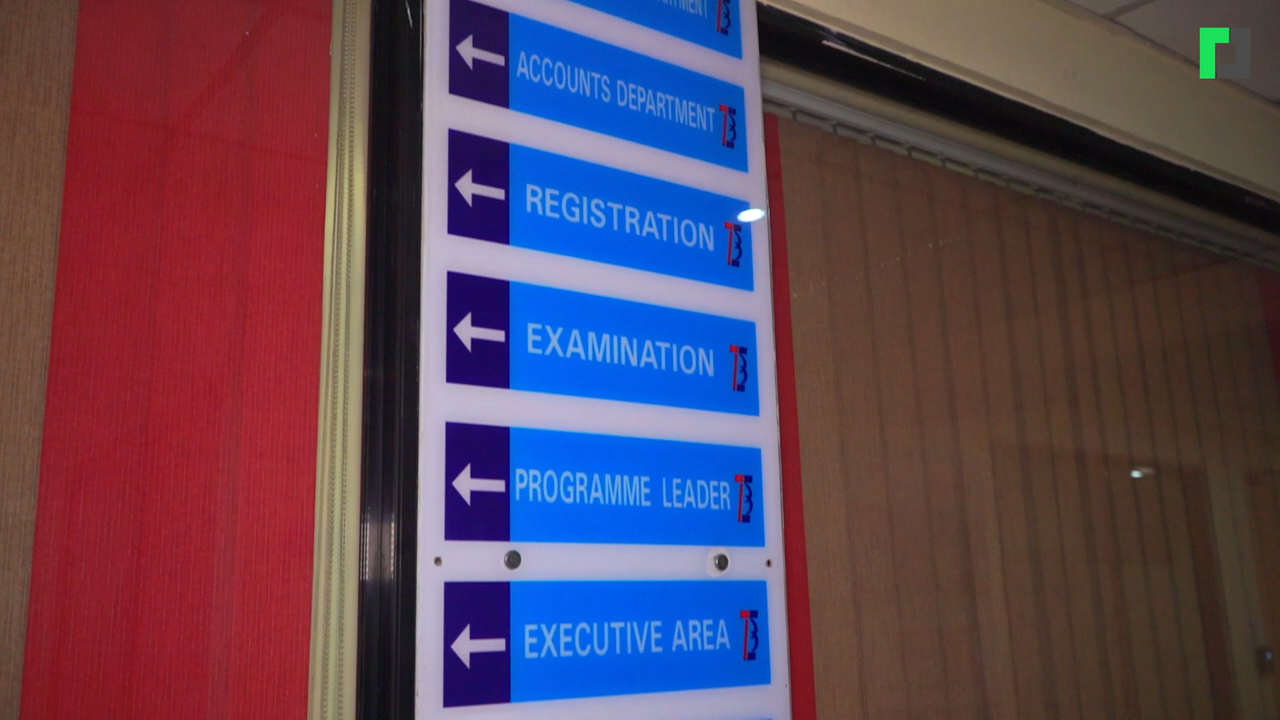 ACCOUNTS DEPARTMENT
REGISTRATION
EXAMINATION
PROGRAMME LEADER
EXECUTIVE AREA